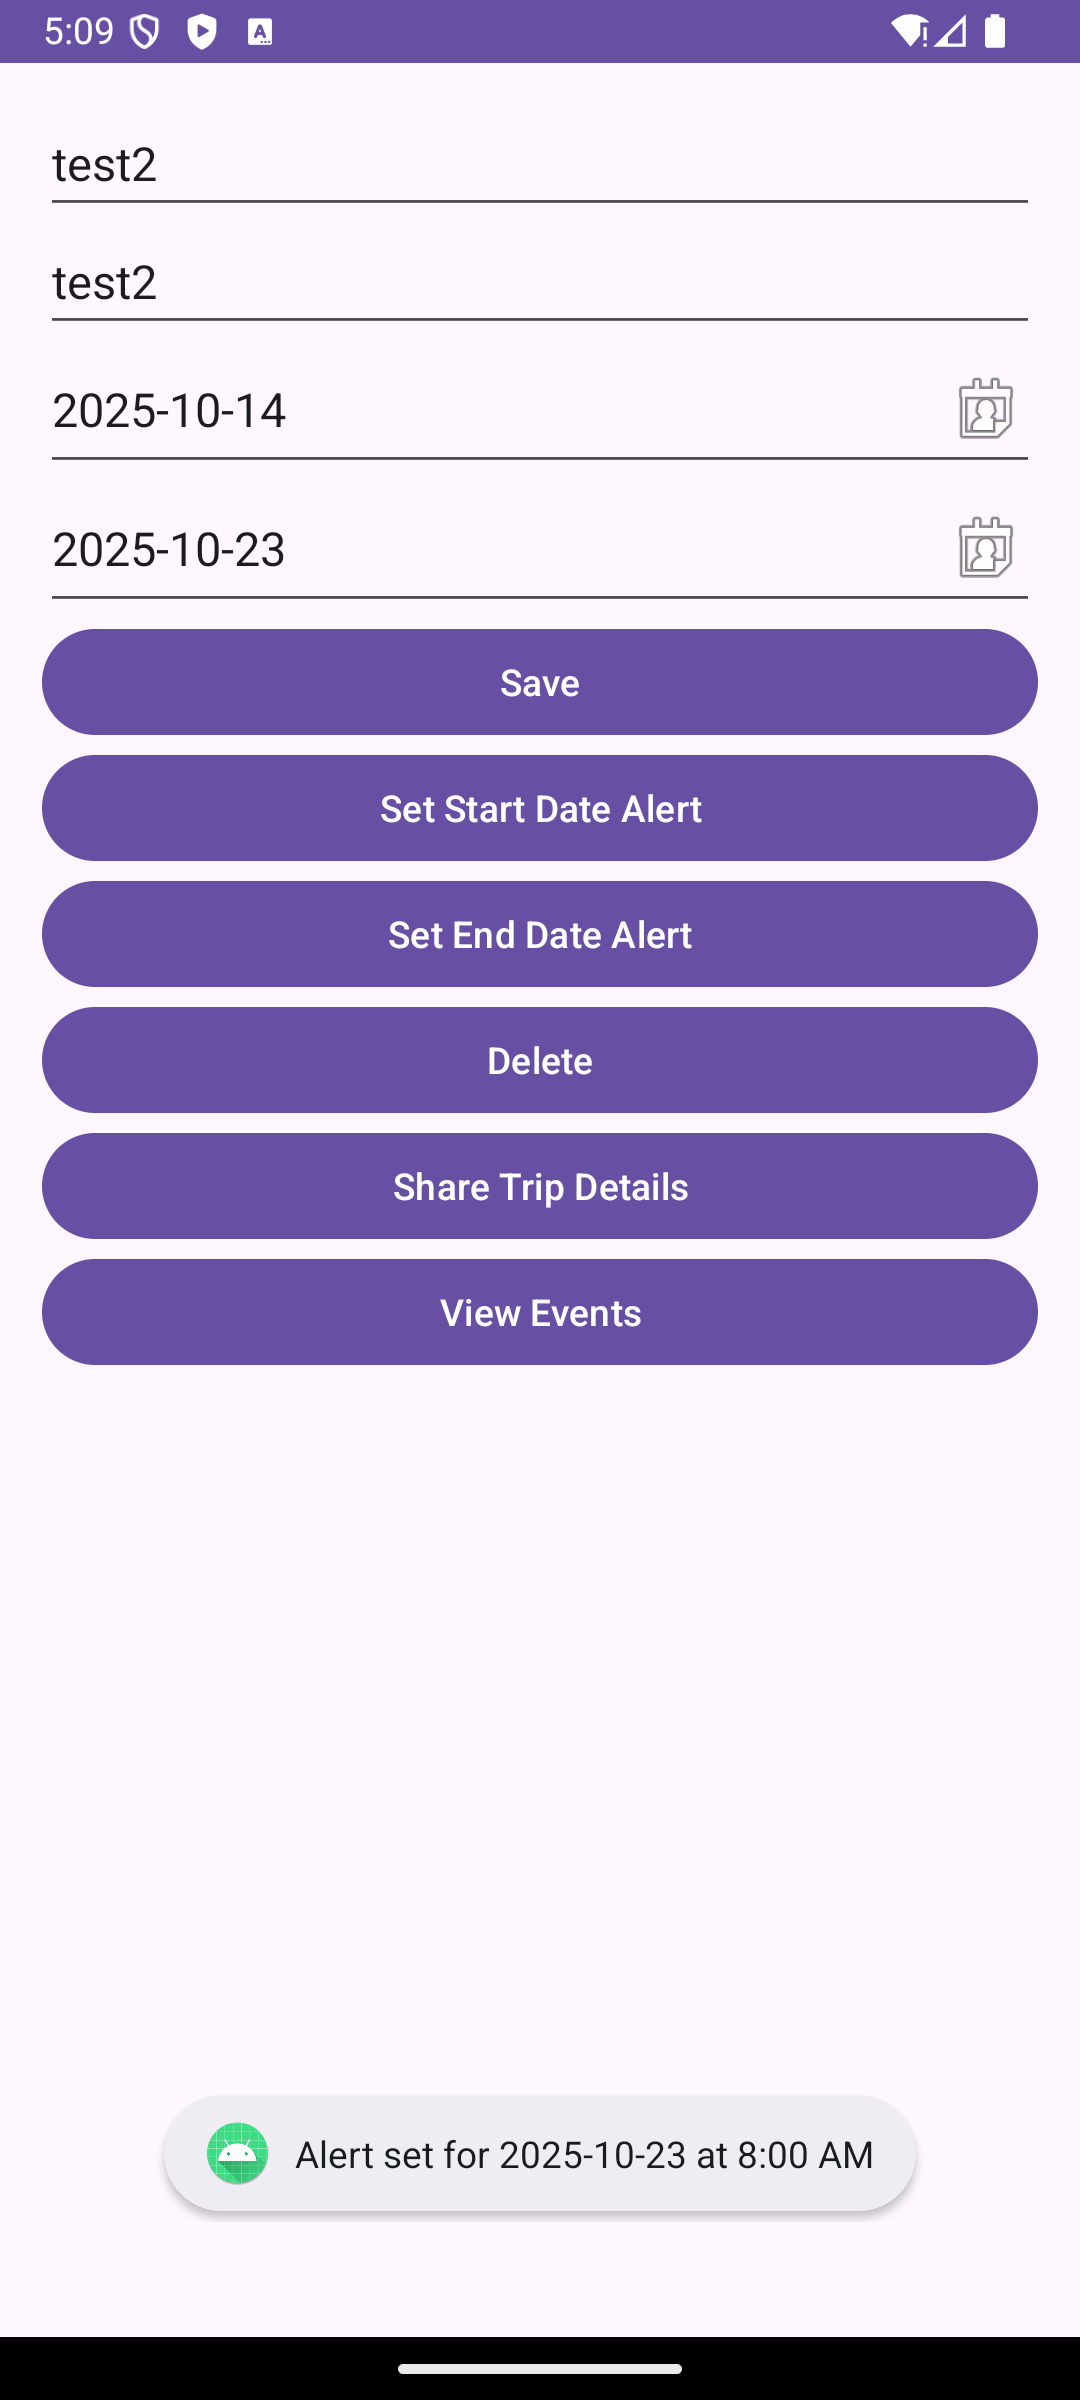 5:09
test2
test2
2025-10-14
2025-10-23
Save
Set Start Date Alert
Set End Date Alert
Delete
Share Trip Details
View Events
Alert set for 2025-10-23 at 8:00 AM